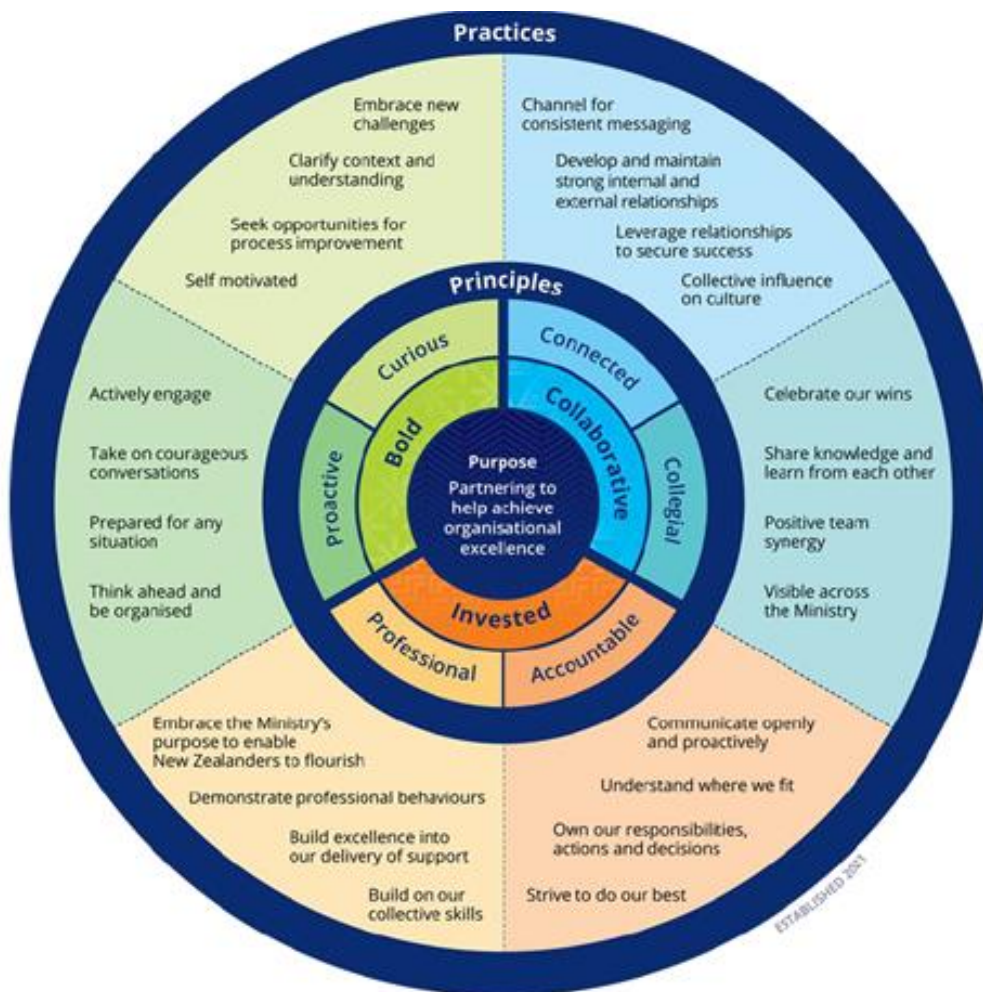 Practices
Embrace new
challenges
Clarify context and
understanding
Seek opportunities for
process improvement
Self motivated
Channel for
consistent messaging
Develop and maintain
strong internal and
external relationships
Leverage relationships
to secure success
Collective influence
on culture
Principles
Curious
Connected
Bold
Collaborative
Proactive
Collegial
Purpose
Partnering to
help achieve
organisational
excellence
Invested
Professional
Accountable
Actively engage
Take on courageous
conversations
Prepared for any
situation
Think ahead and
be organised
Celebrate our wins
Share knowledge and
learn from each other
Positive team
synergy
Visible across
the Ministry
Embrace the Ministry's
purpose to enable
New Zealanders to flourish
Demonstrate professional behaviours
Build excellence into
our delivery of support
Build on our
collective skills
Communicate openly
and proactively
Understand where we fit
Own our responsibilities,
actions and decisions
Strive to do our best
ESTABLISHED